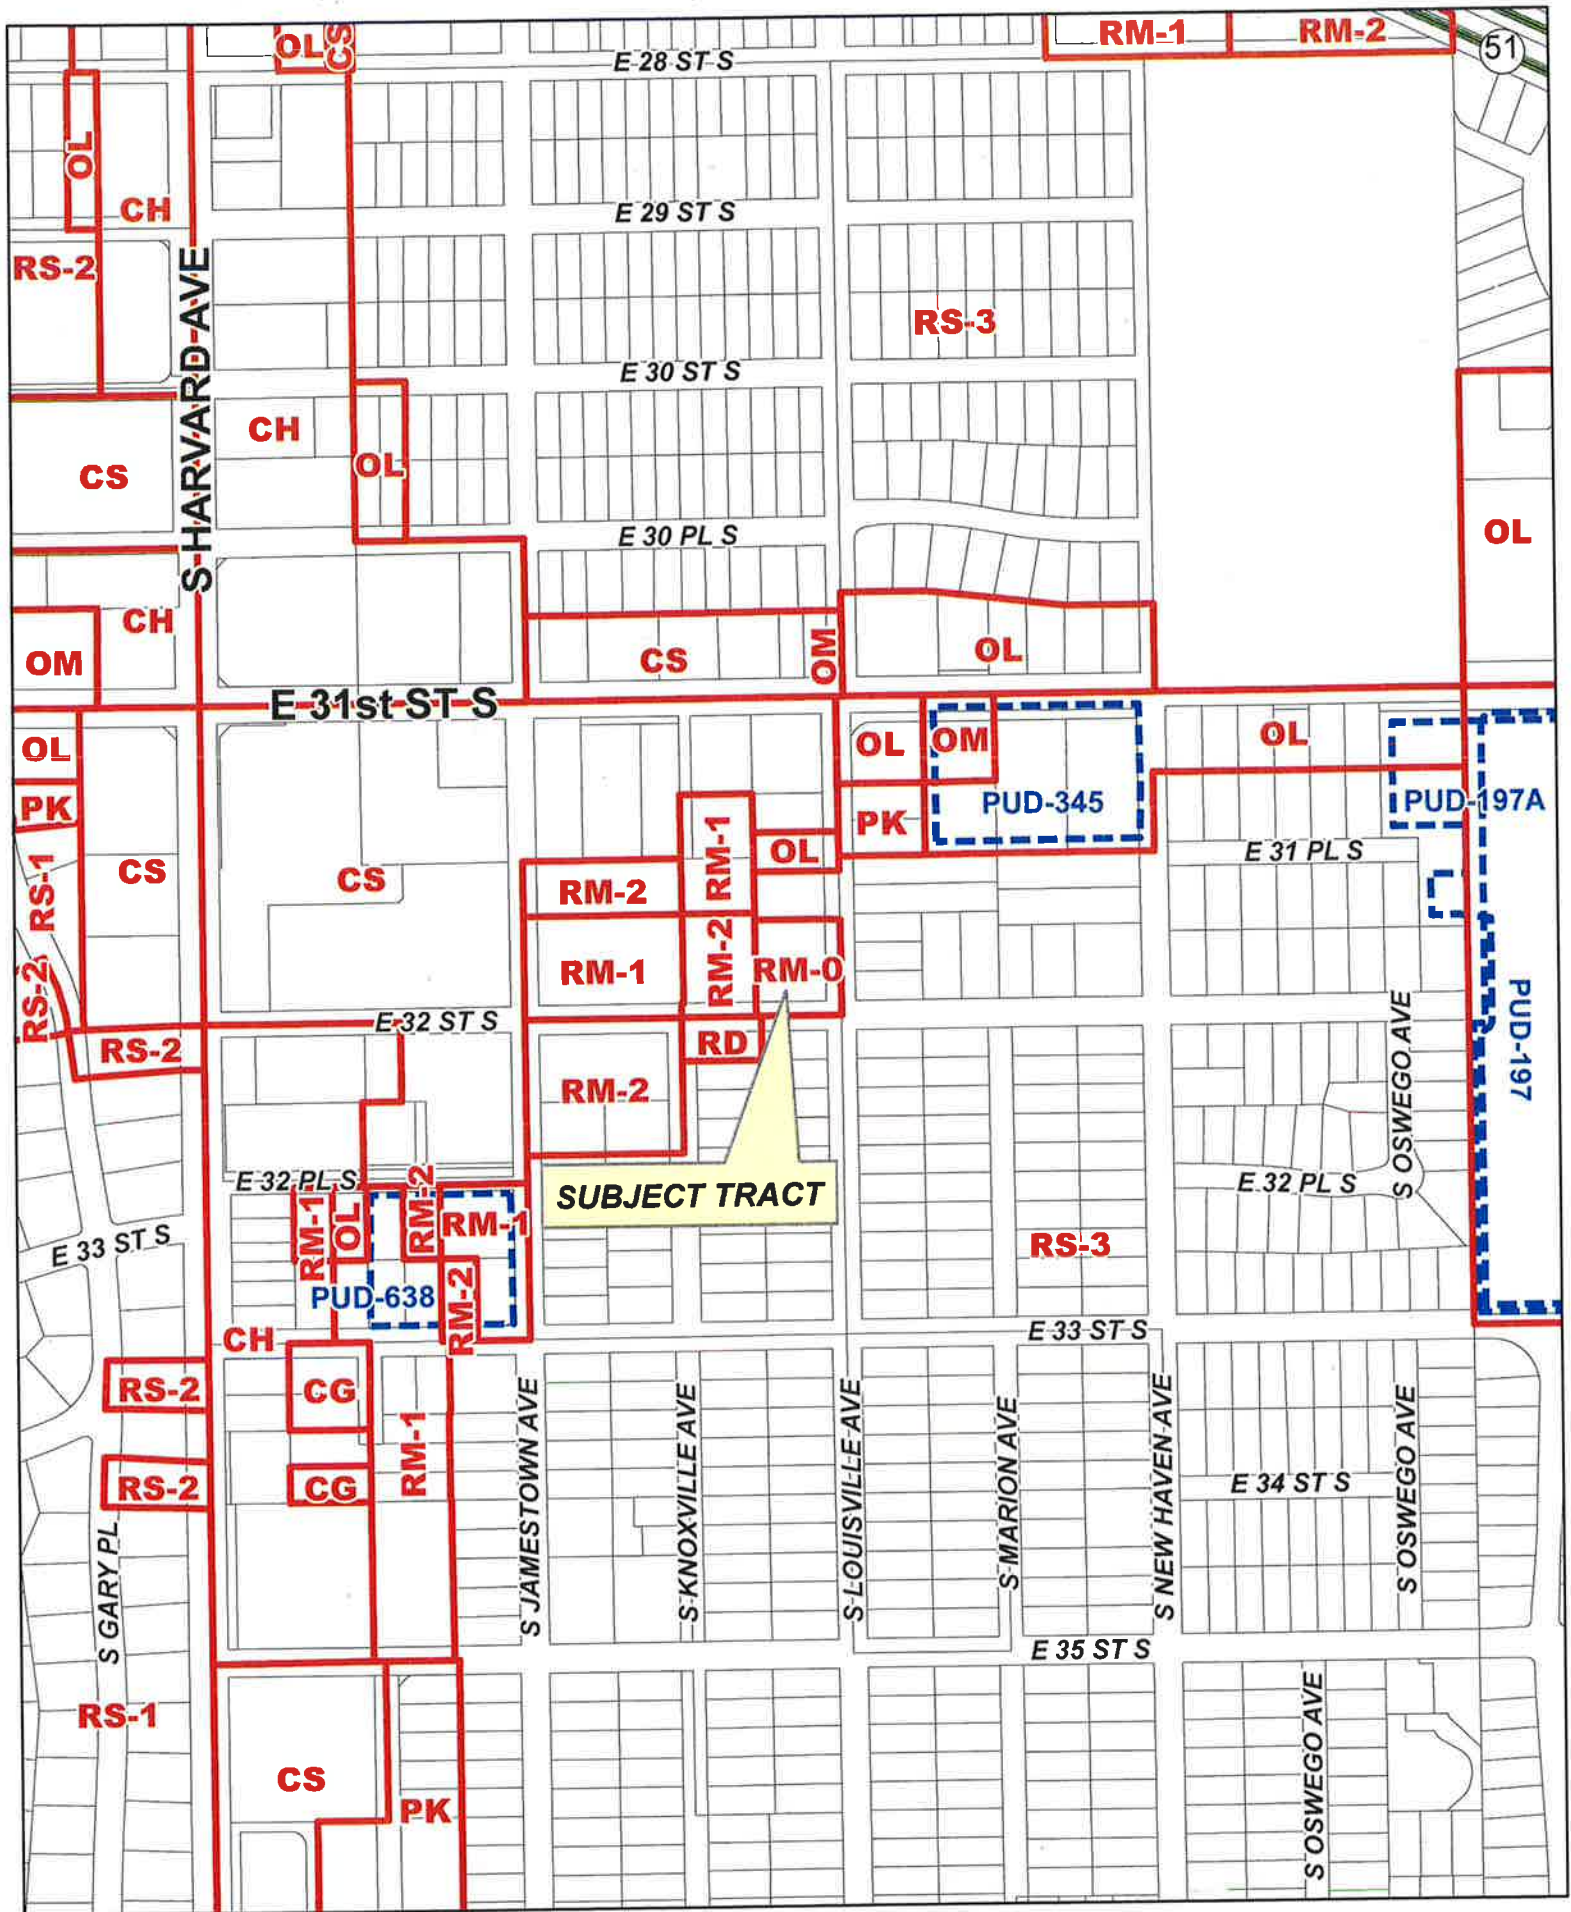 OL
CS
RM-1
RM-2
51
E 28 ST S
OL
CH
E 29 ST S
RS-2
S HARVARD AVE
RS-3
E 30 ST S
CH
OL
CS
E 30 PL S
OL
CH
OM
CS
OM
OL
E 31st ST S
OL
OL
OM
OL
PK
PUD-345
PUD-197A
PK
RM-1
OL
E 31 PL S
CS
CS
RS-1
RM-2
RM-2
RM-1
RM-0
RS-2
PUD-197
S OSWEGO AVE
E 32 ST S
RS-2
RD
RM-2
E 32 PL S
RM-2
SUBJECT TRACT
E 32 PL S
RM-1
OL
RM-1
E 33 ST S
RS-3
PUD-638
RM-2
CH
E 33 ST S
RS-2
CG
RM-1
S JAMESTOWN AVE
S KNOXVILLE AVE
S LOUISVILLE AVE
S MARION AVE
S NEW HAVEN AVE
S OSWEGO AVE
RS-2
CG
E 34 ST S
S GARY PL
E 35 ST S
RS-1
CS
PK
S OSWEGO AVE